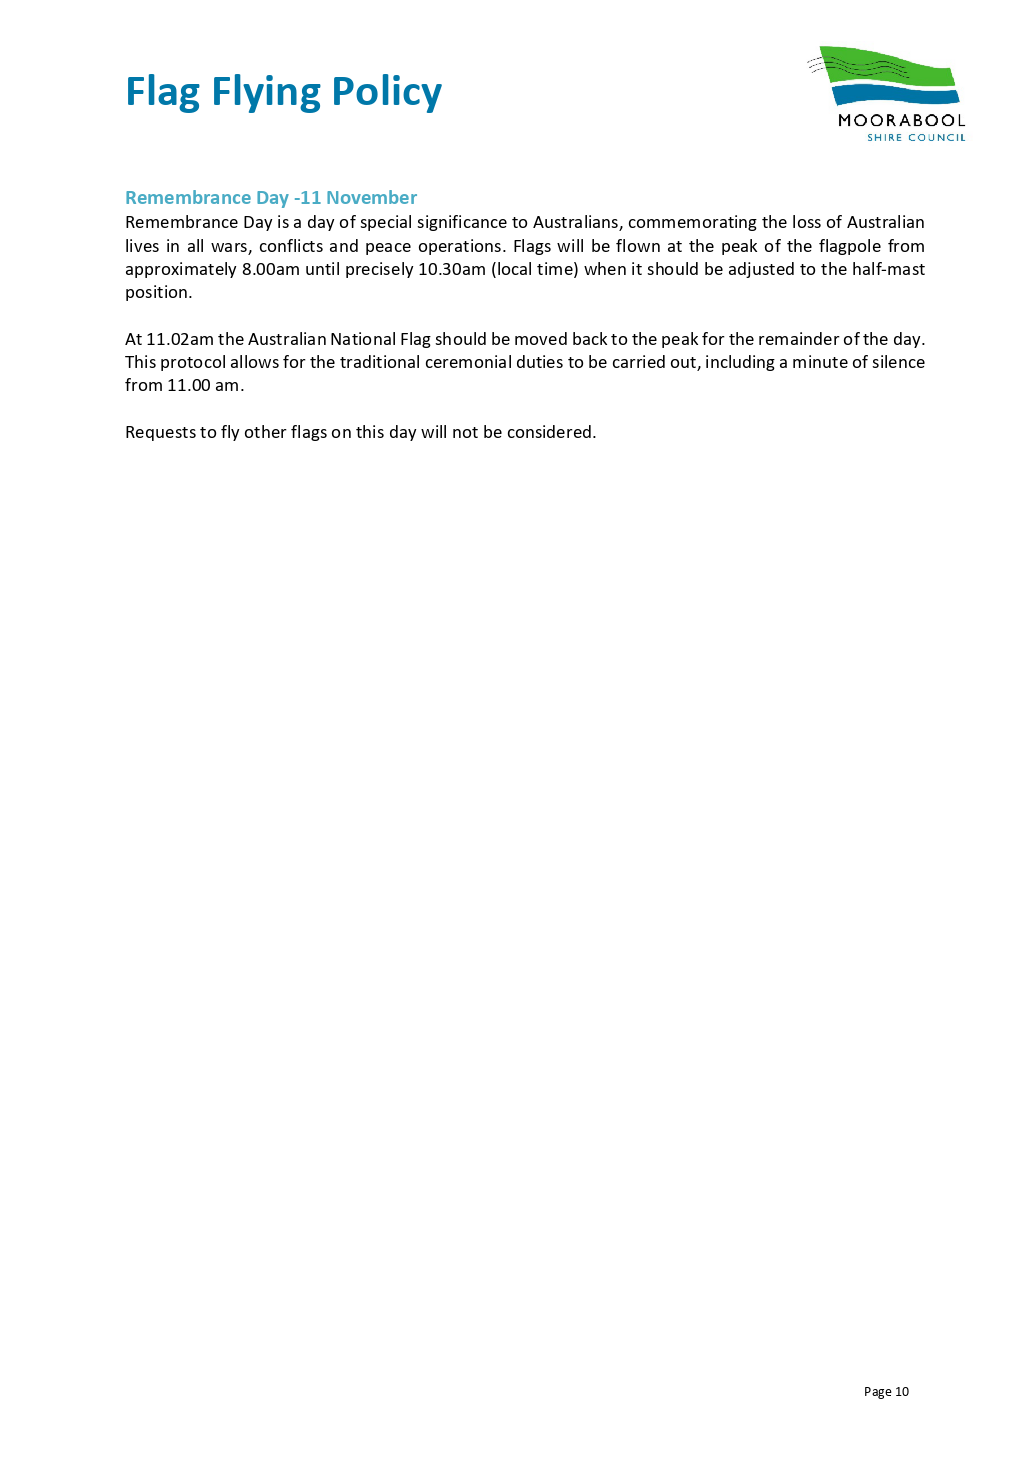 Flag Flying Policy
MOORABOOL
SHIRE COUNCIL
Remembrance Day -11 November
Remembrance Day is a day of special significance to Australians, commemorating the loss of Australian
lives in all wars, conflicts and peace operations. Flags will be flown at the peak of the flagpole from
approximately 8.00am until precisely 10.30am (local time) when it should be adjusted to the half-mast
position.
At 11.02am the Australian National Flag should be moved back to the peak for the remainder of the day.
This protocol allows for the traditional ceremonial duties to be carried out, including a minute of silence
from 11.00 am.
Requests to fly other flags on this day will not be considered.
Page 10